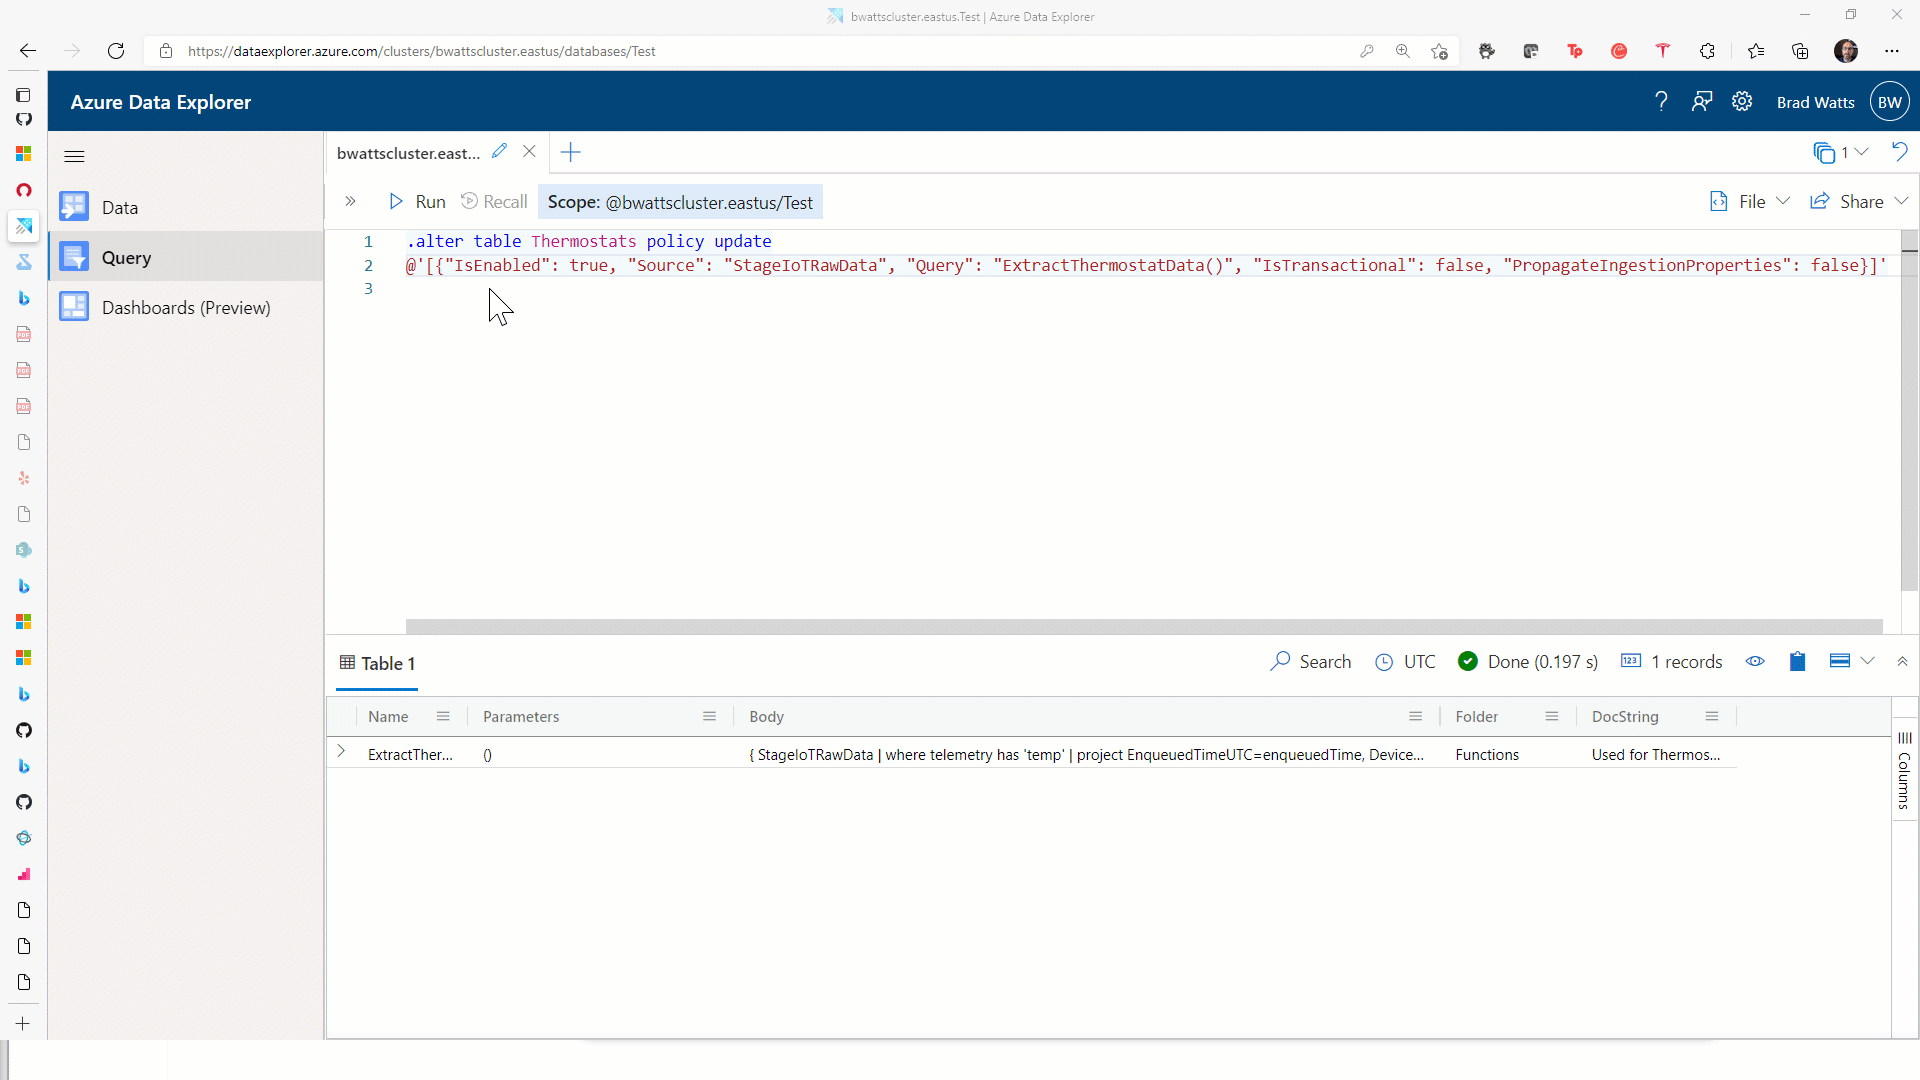 bwattscluster.eastus.Test | Azure Data Explorer
https://dataexplorer.azure.com/clusters/bwattscluster.eastus/databases/Test
Azure Data Explorer
Brad Watts
BW
bwattscluster.east...
1
Data
Query
Dashboards (Preview)
Run
Recall
Scope: @bwattscluster.eastus/Test
File
Share
1 .alter table Thermostats policy update
2 @'[{"IsEnabled": true, "Source": "StageIoTRawData", "Query": "ExtractThermostatData()", "IsTransactional": false, "PropagateIngestionProperties": false}]'
3
Table 1
Search
UTC
Done (0.197 s)
123
1 records
Name Parameters Body Folder DocString
ExtractTher... () { StageIoTRawData | where telemetry has 'temp' | project EnqueuedTimeUTC=enqueuedTime, Device... Functions Used for Thermos...
Columns